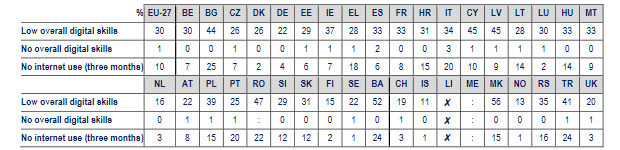 % EU-27 BE BG CZ DK DE EE IE EL ES FR HR IT CY LV LT LU HU MT
Low overall digital skills 30 30 44 26 26 22 29 37 28 33 33 31 34 45 45 28 30 33 33
No overall digital skills 1 0 0 1 0 1 1 1 1 2 0 0 3 1 1 1 1 0 0
No internet use (three months) 10 7 25 7 2 4 6 7 18 6 8 15 20 10 9 14 2 14 9
NL AT PL PT RO SI SK FI SE BA CH IS LI ME MK NO RS TR UK
Low overall digital skills 16 22 39 25 47 29 31 15 22 52 19 11 ✗ : 56 13 35 41 20
No overall digital skills 0 1 1 1 : 0 0 0 0 0 1 0 ✗ : 0 0 0 1 1
No internet use (three months) 3 8 15 20 22 12 12 2 1 24 3 1 ✗ : 15 1 16 24 3